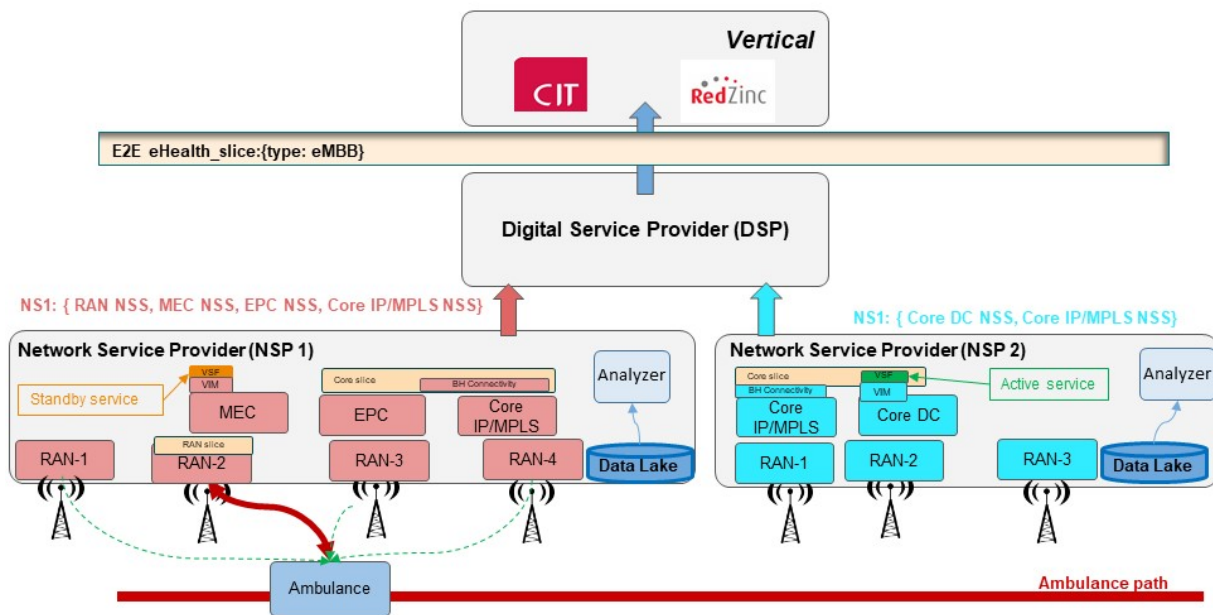 Vertical
CIT
RedZinc
E2E eHealth_slice:{type: eMBB}
Digital Service Provider (DSP)
NS1: { RAN NSS, MEC NSS, EPC NSS, Core IP/MPLS NSS}
NS1: { Core DC NSS, Core IP/MPLS NSS}
Network Service Provider (NSP 1)
VSF
VIM
Standby service
MEC
Core slice
BH Connectivity
EPC
Core
IP/MPLS
Analyzer
RAN slice
RAN-1
RAN-2
RAN-3
RAN-4
Data Lake
Network Service Provider (NSP 2)
Core slice
VSF
BH Connectivity
VIM
Active service
Core
IP/MPLS
Core DC
Analyzer
RAN-1
RAN-2
RAN-3
Data Lake
Ambulance
Ambulance path